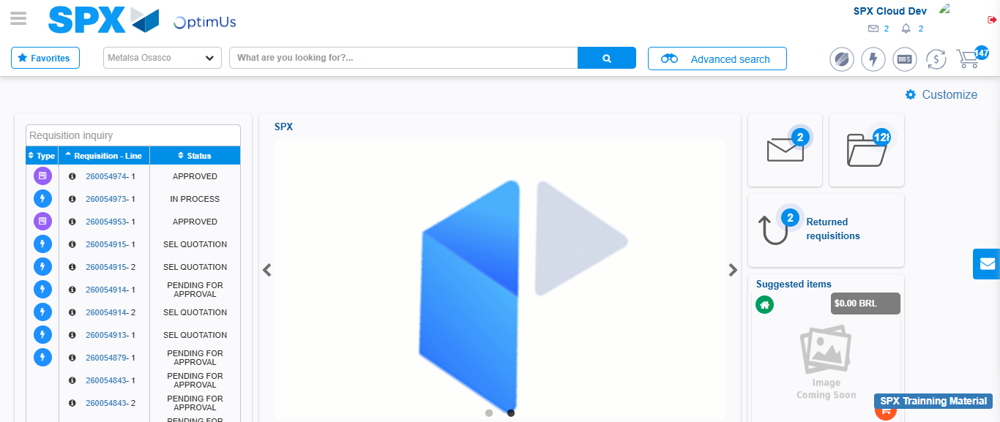 SPX
OptimUs
SPX Cloud Dev
2
2
Favorites
Metalsa Osasco
What are you looking for?...
Advanced search
$
$
147
Customize
Requisition inquiry
Type
Requisition - Line
Status
260054974- 1
APPROVED
260054973- 1
IN PROCESS
260054953- 1
APPROVED
260054915- 1
SEL QUOTATION
260054915- 2
SEL QUOTATION
260054914- 1
PENDING FOR
APPROVAL
260054914- 2
SEL QUOTATION
260054913- 1
SEL QUOTATION
260054879- 1
PENDING FOR
APPROVAL
260054843- 1
PENDING FOR
APPROVAL
260054843- 2
PENDING FOR
APPROVAL
PENDING FOR
SPX
2
2
Returned
requisitions
Suggested items
$0.00 BRL
Image
Coming Soon
SPX Trainning Material